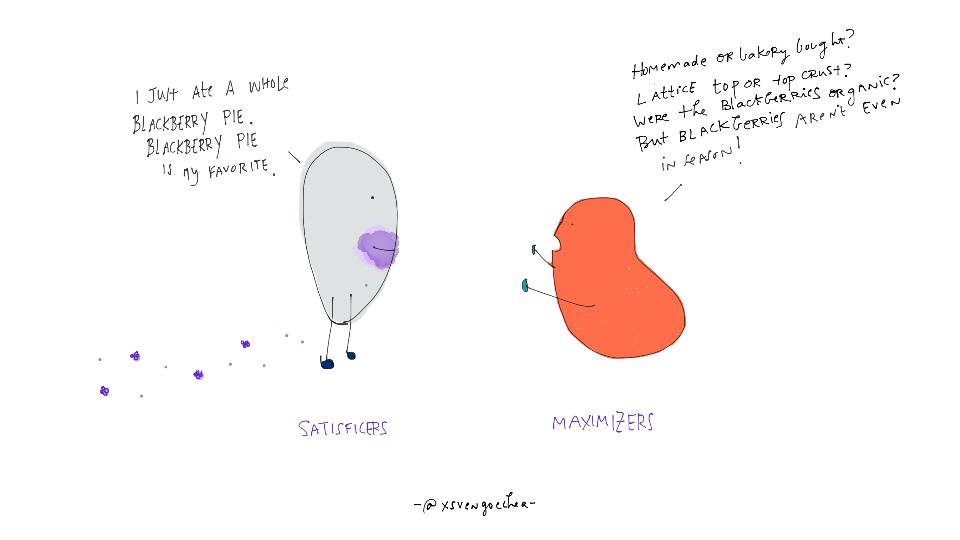 I JUST ATE A WHOLE
BLACKBERRY PIE.
BLACKBERRY PIE
IS MY FAVORITE.
HOMEMADE OR BAKERY BOUGHT?
LATTICE TOP OR TOP CRUST?
WERE THE BLACKBERRIES ORGANIC?
BUT BLACKBERRIES AREN'T EVEN
IN SEASON!
SATISFICERS
MAXIMIZERS
-@xsvengoechea-